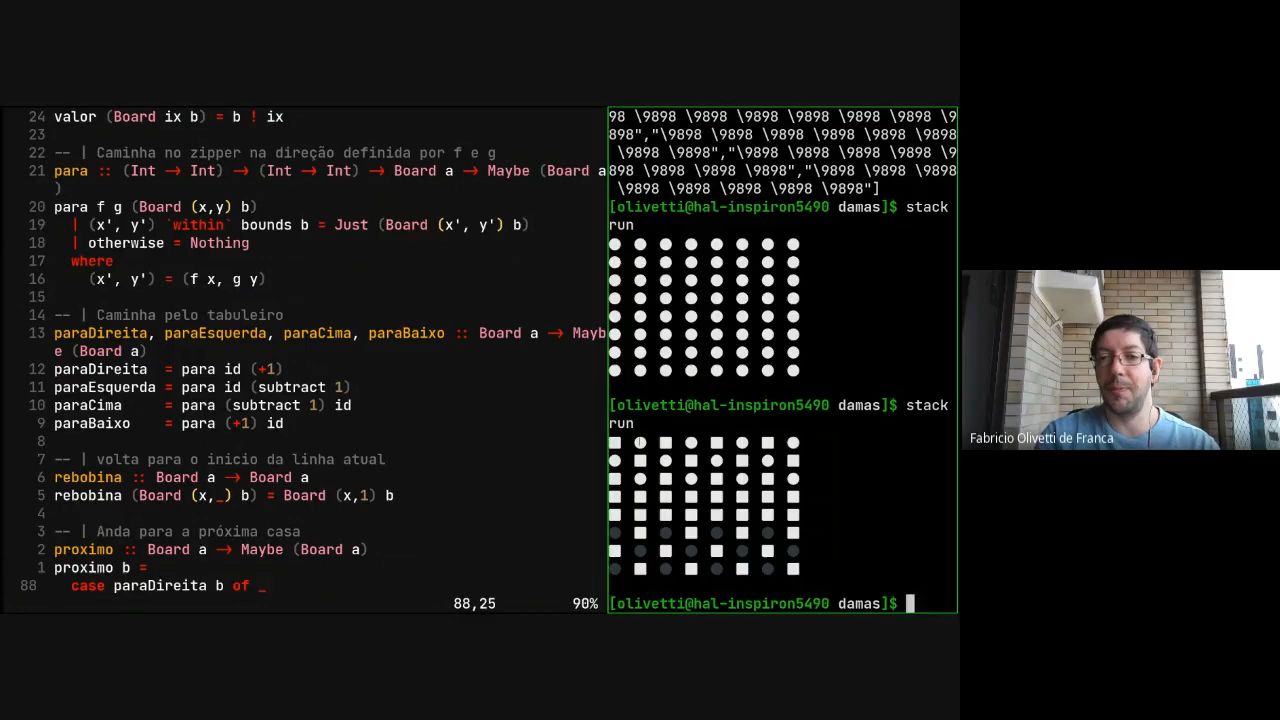 24 valor (Board ix b) = b ! ix
23
22 -- | Caminha no zipper na direção definida por f e g
21 para :: (Int → Int) → (Int → Int) → Board a → Maybe (Board a
)
20 para f g (Board (x,y) b)
19 | (x', y') `within` bounds b = Just (Board (x', y') b)
18 | otherwise = Nothing
17 where
16 (x', y') = (f x, g y)
15
14 -- | Caminha pelo tabuleiro
13 paraDireita, paraEsquerda, paraCima, paraBaixo :: Board a → Mayb
e (Board a)
12 paraDireita = para id (+1)
11 paraEsquerda = para id (subtract 1)
10 paraCima = para (subtract 1) id
9 paraBaixo = para (+1) id
8
7 -- | volta para o inicio da linha atual
6 rebobina :: Board a → Board a
5 rebobina (Board (x,_) b) = Board (x,1) b
4
3 -- | Anda para a próxima casa
2 proximo :: Board a → Maybe (Board a)
1 proximo b =
88 case paraDireita b of _
88,25 90%
98 \9898 \9898 \9898 \9898 \9898 \9898 \9
898","\9898 \9898 \9898 \9898 \9898 \9898
\9898 \9898","\9898 \9898 \9898 \9898 \9
898 \9898 \9898 \9898","\9898 \9898 \9898
\9898 \9898 \9898 \9898 \9898"]
[olivetti@hal-inspiron5490 damas]$ stack
run
● ● ● ● ● ● ● ●
● ● ● ● ● ● ● ●
● ● ● ● ● ● ● ●
● ● ● ● ● ● ● ●
● ● ● ● ● ● ● ●
● ● ● ● ● ● ● ●
● ● ● ● ● ● ● ●
● ● ● ● ● ● ● ●
[olivetti@hal-inspiron5490 damas]$ stack
run
■ ● ■ ● ■ ● ■ ●
● ■ ● ■ ● ■ ● ■
■ ● ■ ● ■ ● ■ ●
■ ■ ■ ■ ■ ■ ■ ■
■ ■ ■ ■ ■ ■ ■ ■
● ■ ● ■ ● ■ ● ■
■ ● ■ ● ■ ● ■ ●
● ■ ● ■ ● ■ ● ■
[olivetti@hal-inspiron5490 damas]$
Fabricio Olivetti de Franca